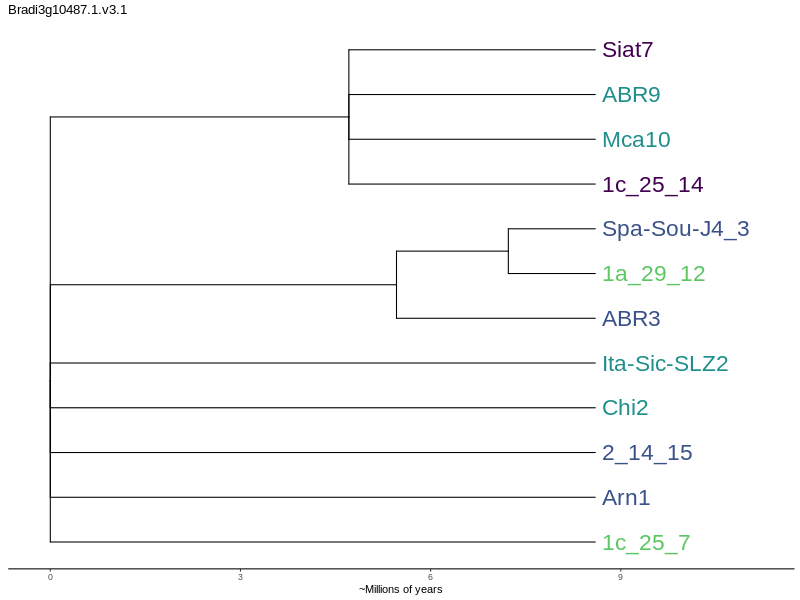 Bradi3g10487.1.v3.1
Siat7
ABR9
Mca10
1c_25_14
Spa-Sou-J4_3
1a_29_12
ABR3
Ita-Sic-SLZ2
Chi2
2_14_15
Arn1
1c_25_7
0 3 6 9
~Millions of years